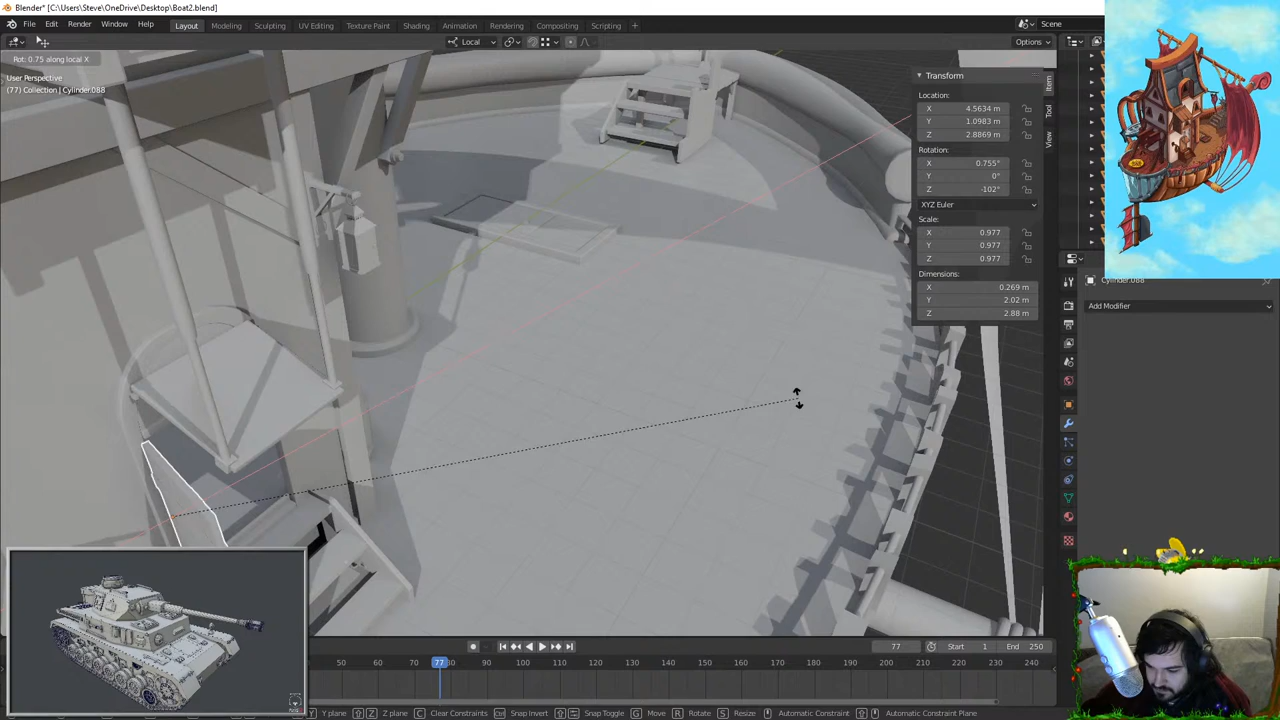 Blender* [C:\Users\Steve\OneDrive\Desktop\Boat2.blend]
File Edit Render Window Help Layout Modeling Sculpting UV Editing Texture Paint Shading Animation Rendering Compositing Scripting + Scene
Local Options
Rot: 0.75 along local X
User Perspective
(77) Collection | Cylinder.088
Transform
Location:
X 4.5634 m
Y 1.0983 m
Z 2.8869 m
Rotation:
X 0.755°
Y 0°
Z -102°
XYZ Euler
Scale:
X 0.977
Y 0.977
Z 0.977
Dimensions:
X 0.269 m
Y 2.02 m
Z 2.88 m
Item
Tool
View
Cylinder.088
Add Modifier
77 Start 1 End 250
50 60 70 77 80 90 100 110 120 130 140 150 160 170 180 190 200 210 220 230 240
Y plane Z Z plane C Clear Constraints Ctrl Snap Invert Snap Toggle G Move R Rotate S Resize Automatic Constraint Automatic Constraint Plane